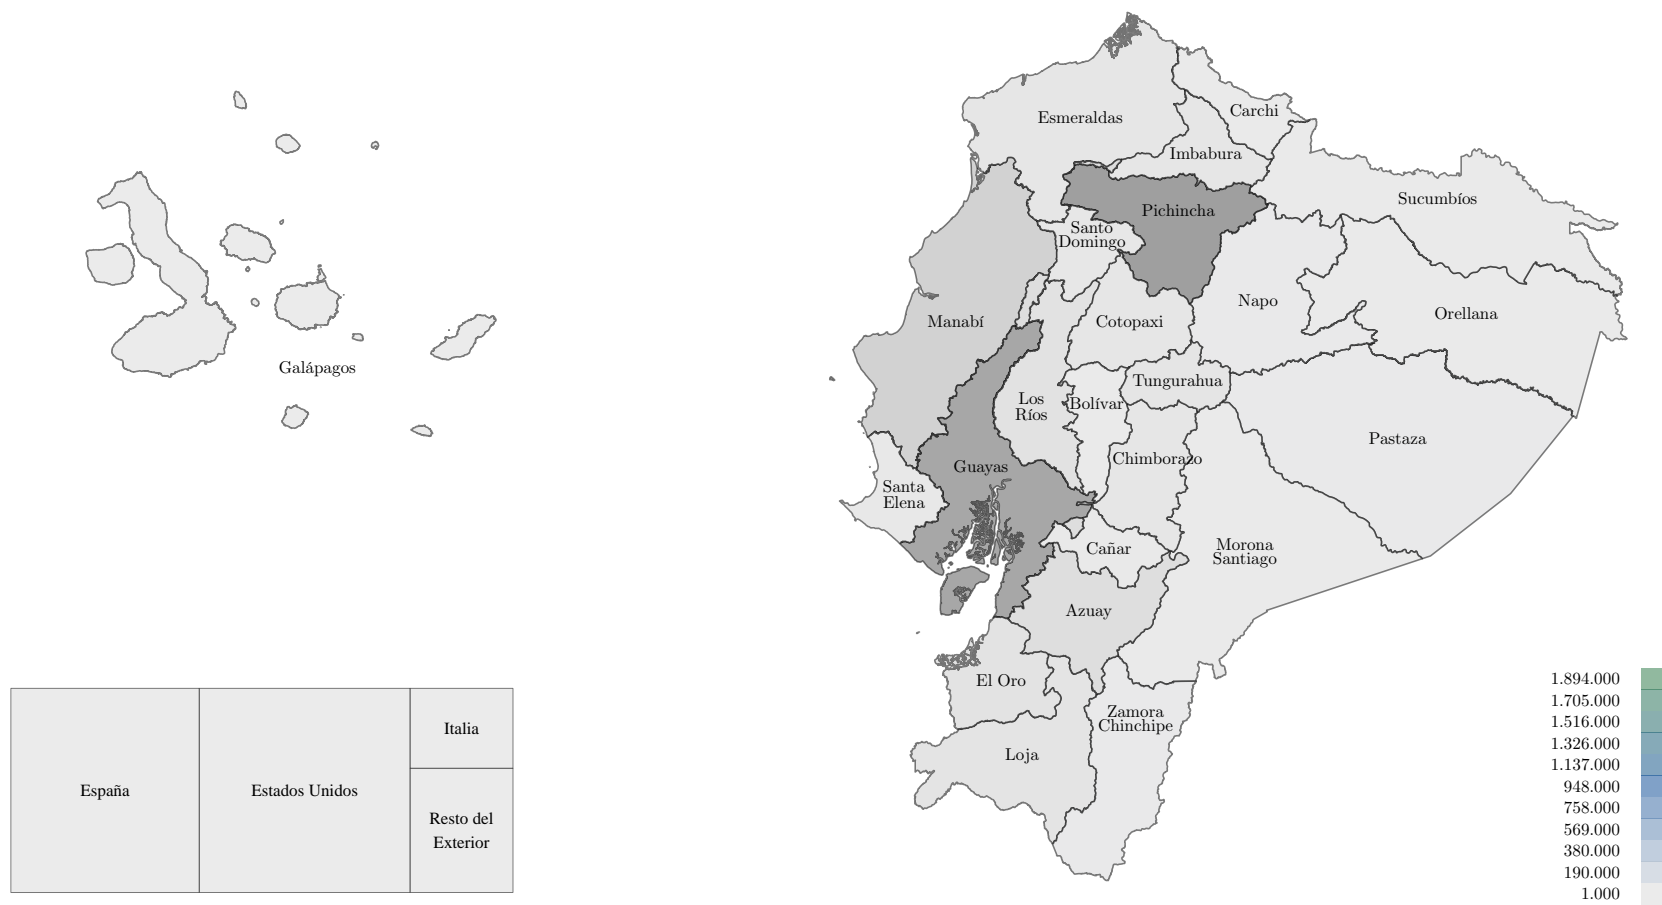 Esmeraldas
Carchi
Imbabura
Sucumbíos
Pichincha
Santo
Domingo
Napo
Orellana
Manabí
Cotopaxi
Galápagos
Tungurahua
Los
Ríos
Bolívar
Pastaza
Chimborazo
Guayas
Santa
Elena
Cañar
Morona
Santiago
Azuay
El Oro
Zamora
Chinchipe
Loja
España
Estados Unidos
Italia
Resto del
Exterior
1.894.000
1.705.000
1.516.000
1.326.000
1.137.000
948.000
758.000
569.000
380.000
190.000
1.000